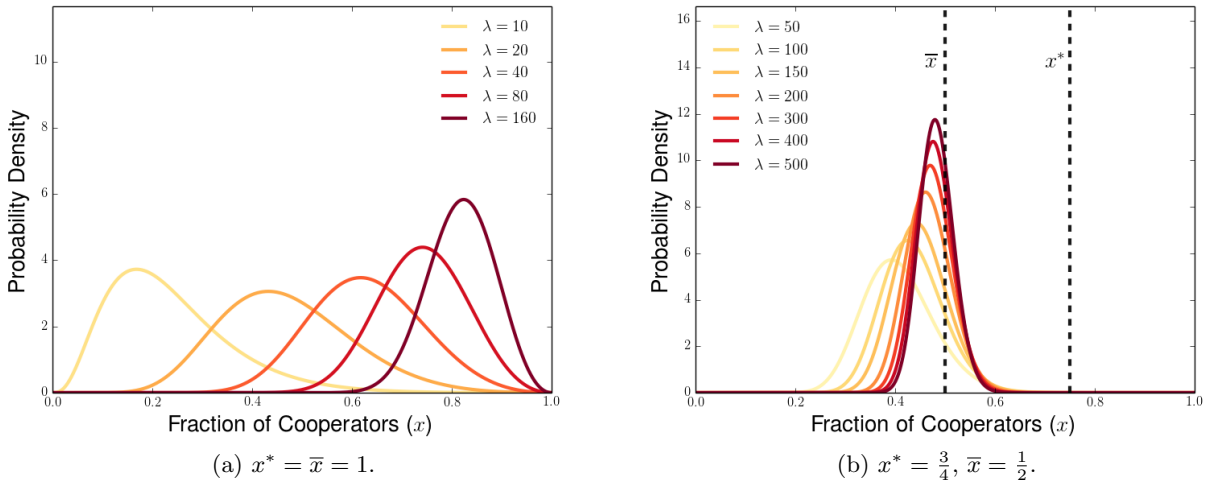 10
8
6
4
2
0
0.0 0.2 0.4 0.6 0.8 1.0
Probability Density
Fraction of Cooperators (x)
λ = 10
λ = 20
λ = 40
λ = 80
λ = 160
(a) x* = x̅ = 1.
16
14
12
10
8
6
4
2
0
0.0 0.2 0.4 0.6 0.8 1.0
Probability Density
Fraction of Cooperators (x)
λ = 50
λ = 100
λ = 150
λ = 200
λ = 300
λ = 400
λ = 500
x̅
x*
(b) x* = 3/4, x̅ = 1/2.